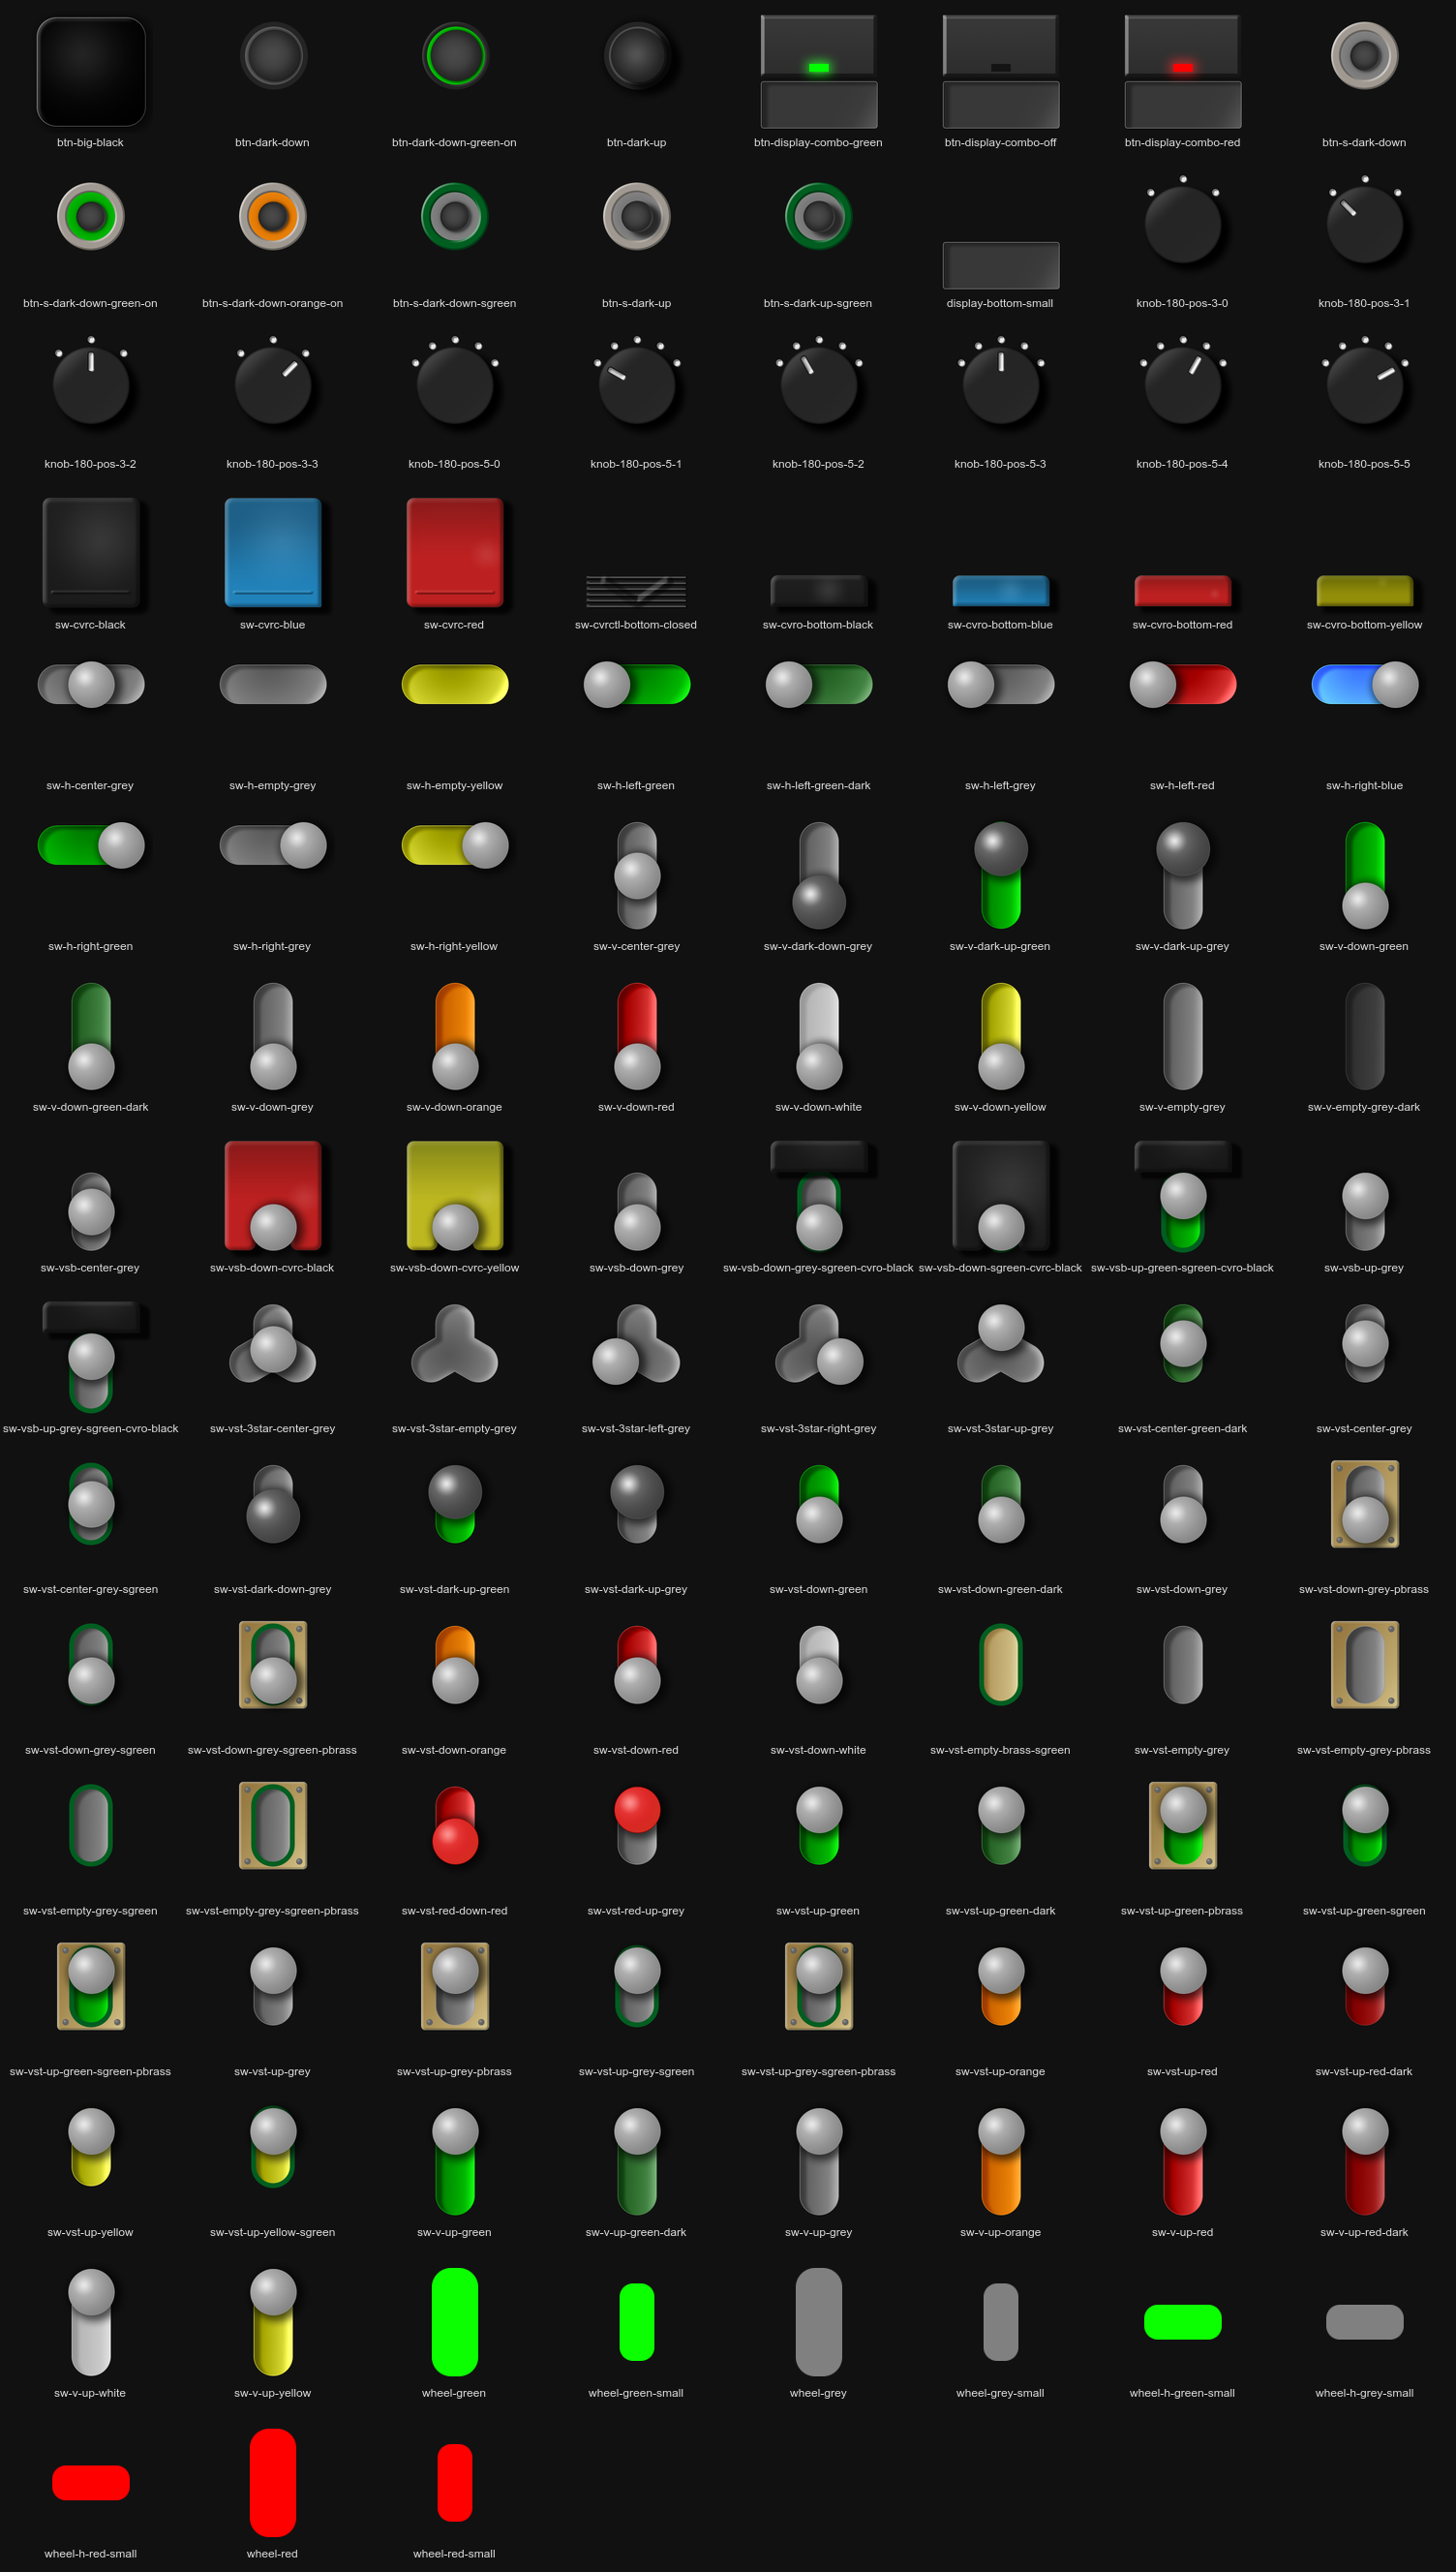 btn-big-black
btn-dark-down
btn-dark-down-green-on
btn-dark-up
btn-display-combo-green
btn-display-combo-off
btn-display-combo-red
btn-s-dark-down
btn-s-dark-down-green-on
btn-s-dark-down-orange-on
btn-s-dark-down-sgreen
btn-s-dark-up
btn-s-dark-up-sgreen
display-bottom-small
knob-180-pos-3-0
knob-180-pos-3-1
knob-180-pos-3-2
knob-180-pos-3-3
knob-180-pos-5-0
knob-180-pos-5-1
knob-180-pos-5-2
knob-180-pos-5-3
knob-180-pos-5-4
knob-180-pos-5-5
sw-cvrc-black
sw-cvrc-blue
sw-cvrc-red
sw-cvrctl-bottom-closed
sw-cvro-bottom-black
sw-cvro-bottom-blue
sw-cvro-bottom-red
sw-cvro-bottom-yellow
sw-h-center-grey
sw-h-empty-grey
sw-h-empty-yellow
sw-h-left-green
sw-h-left-green-dark
sw-h-left-grey
sw-h-left-red
sw-h-right-blue
sw-h-right-green
sw-h-right-grey
sw-h-right-yellow
sw-v-center-grey
sw-v-dark-down-grey
sw-v-dark-up-green
sw-v-dark-up-grey
sw-v-down-green
sw-v-down-green-dark
sw-v-down-grey
sw-v-down-orange
sw-v-down-red
sw-v-down-white
sw-v-down-yellow
sw-v-empty-grey
sw-v-empty-grey-dark
sw-vsb-center-grey
sw-vsb-down-cvrc-black
sw-vsb-down-cvrc-yellow
sw-vsb-down-grey
sw-vsb-down-grey-sgreen-cvro-black
sw-vsb-down-sgreen-cvrc-black
sw-vsb-up-green-sgreen-cvro-black
sw-vsb-up-grey
sw-vsb-up-grey-sgreen-cvro-black
sw-vst-3star-center-grey
sw-vst-3star-empty-grey
sw-vst-3star-left-grey
sw-vst-3star-right-grey
sw-vst-3star-up-grey
sw-vst-center-green-dark
sw-vst-center-grey
sw-vst-center-grey-sgreen
sw-vst-dark-down-grey
sw-vst-dark-up-green
sw-vst-dark-up-grey
sw-vst-down-green
sw-vst-down-green-dark
sw-vst-down-grey
sw-vst-down-grey-pbrass
sw-vst-down-grey-sgreen
sw-vst-down-grey-sgreen-pbrass
sw-vst-down-orange
sw-vst-down-red
sw-vst-down-white
sw-vst-empty-brass-sgreen
sw-vst-empty-grey
sw-vst-empty-grey-pbrass
sw-vst-empty-grey-sgreen
sw-vst-empty-grey-sgreen-pbrass
sw-vst-red-down-red
sw-vst-red-up-grey
sw-vst-up-green
sw-vst-up-green-dark
sw-vst-up-green-pbrass
sw-vst-up-green-sgreen
sw-vst-up-green-sgreen-pbrass
sw-vst-up-grey
sw-vst-up-grey-pbrass
sw-vst-up-grey-sgreen
sw-vst-up-grey-sgreen-pbrass
sw-vst-up-orange
sw-vst-up-red
sw-vst-up-red-dark
sw-vst-up-yellow
sw-vst-up-yellow-sgreen
sw-v-up-green
sw-v-up-green-dark
sw-v-up-grey
sw-v-up-orange
sw-v-up-red
sw-v-up-red-dark
sw-v-up-white
sw-v-up-yellow
wheel-green
wheel-green-small
wheel-grey
wheel-grey-small
wheel-h-green-small
wheel-h-grey-small
wheel-h-red-small
wheel-red
wheel-red-small